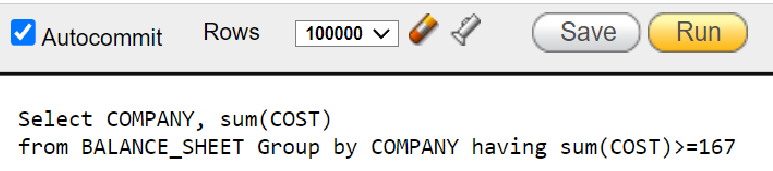 Autocommit Rows 100000 Save Run
Select COMPANY, sum(COST)
from BALANCE_SHEET Group by COMPANY having sum(COST)>=167